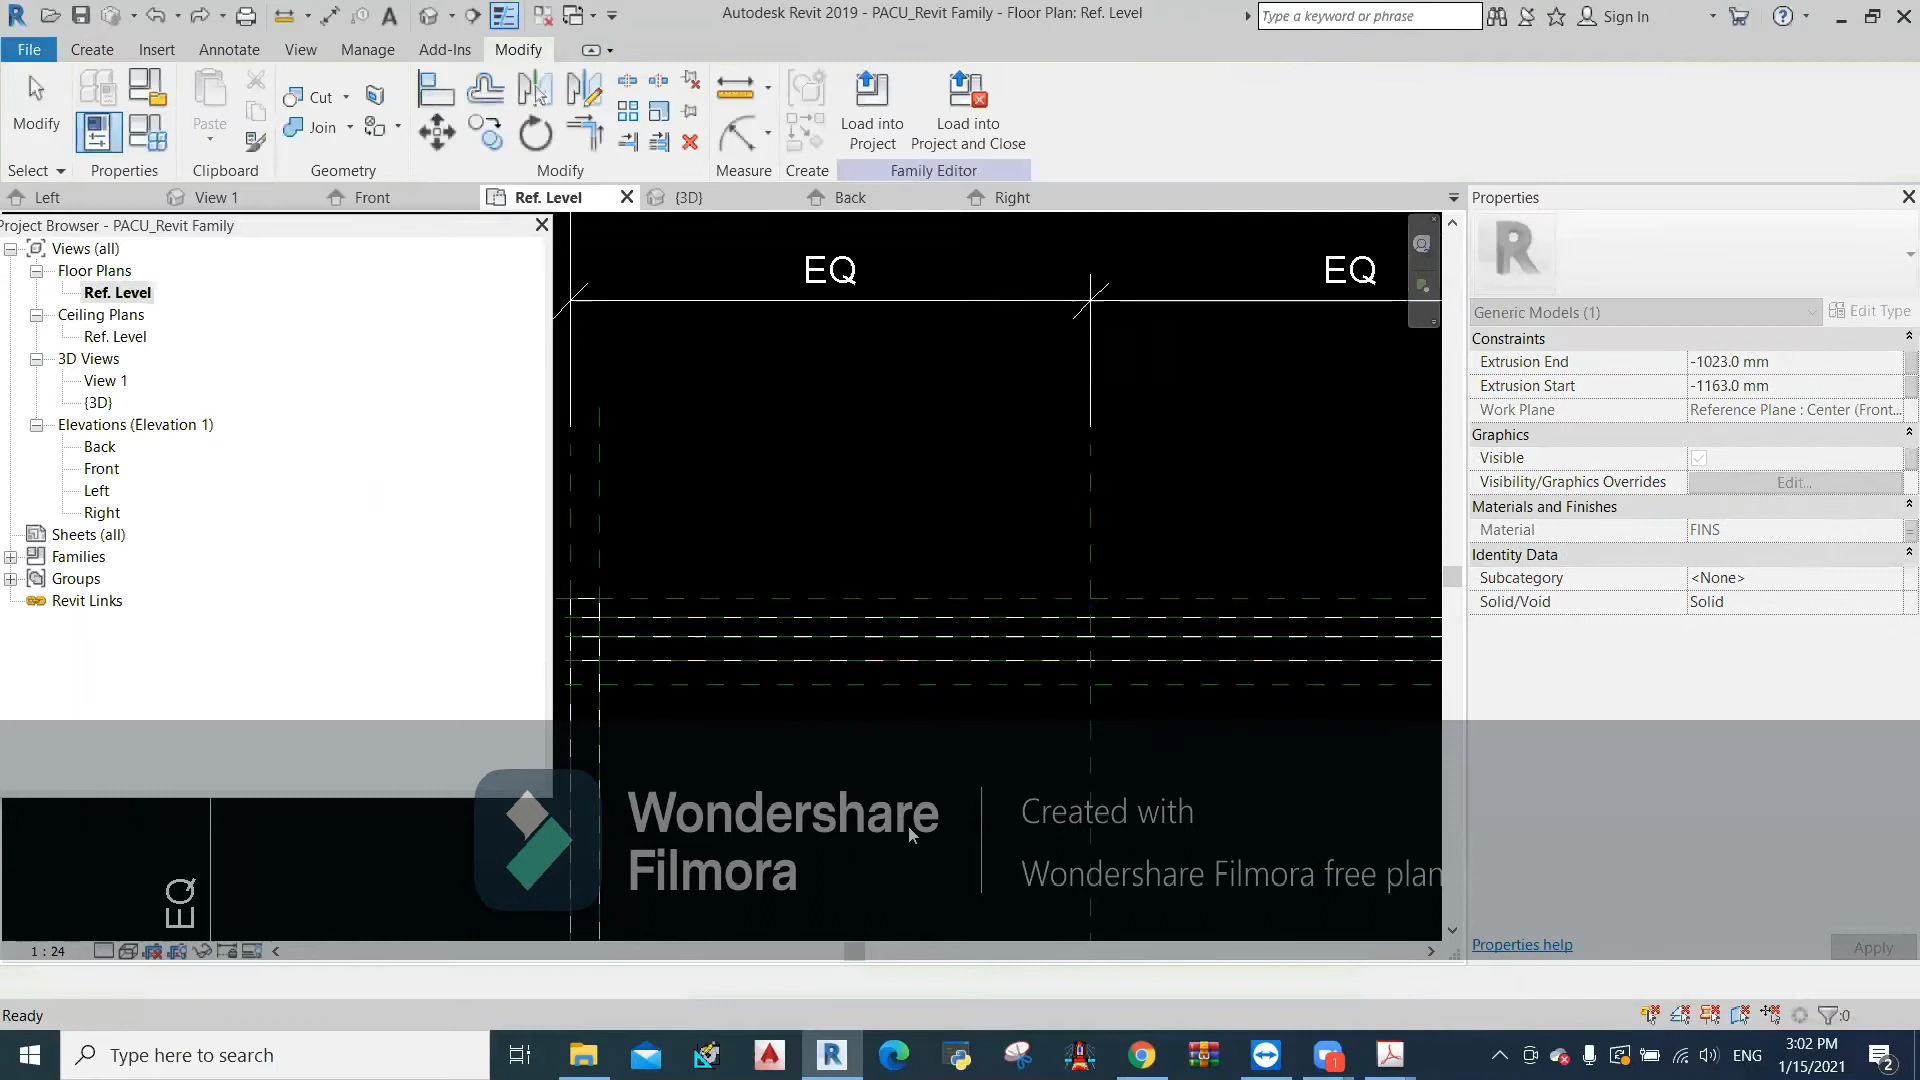 Autodesk Revit 2019 - PACU_Revit Family - Floor Plan: Ref. Level
Type a keyword or phrase
Sign In
File Create Insert Annotate View Manage Add-Ins Modify
Modify
Paste
Cut
Join
Load into Project
Load into Project and Close
Select Properties Clipboard Geometry Modify Measure Create Family Editor
Left View 1 Front Ref. Level {3D} Back Right
Project Browser - PACU_Revit Family
Views (all)
Floor Plans
Ref. Level
Ceiling Plans
Ref. Level
3D Views
View 1
{3D}
Elevations (Elevation 1)
Back
Front
Left
Right
Sheets (all)
Families
Groups
Revit Links
EQ EQ
EQ
Properties
Generic Models (1) Edit Type
Constraints
Extrusion End -1023.0 mm
Extrusion Start -1163.0 mm
Work Plane Reference Plane : Center (Front...
Graphics
Visible
Visibility/Graphics Overrides Edit...
Materials and Finishes
Material FINS
Identity Data
Subcategory <None>
Solid/Void Solid
Properties help Apply
Wondershare
Filmora
Created with
Wondershare Filmora free plan
1 : 24
Ready
:0
Type here to search
1
ENG
3:02 PM
1/15/2021
2